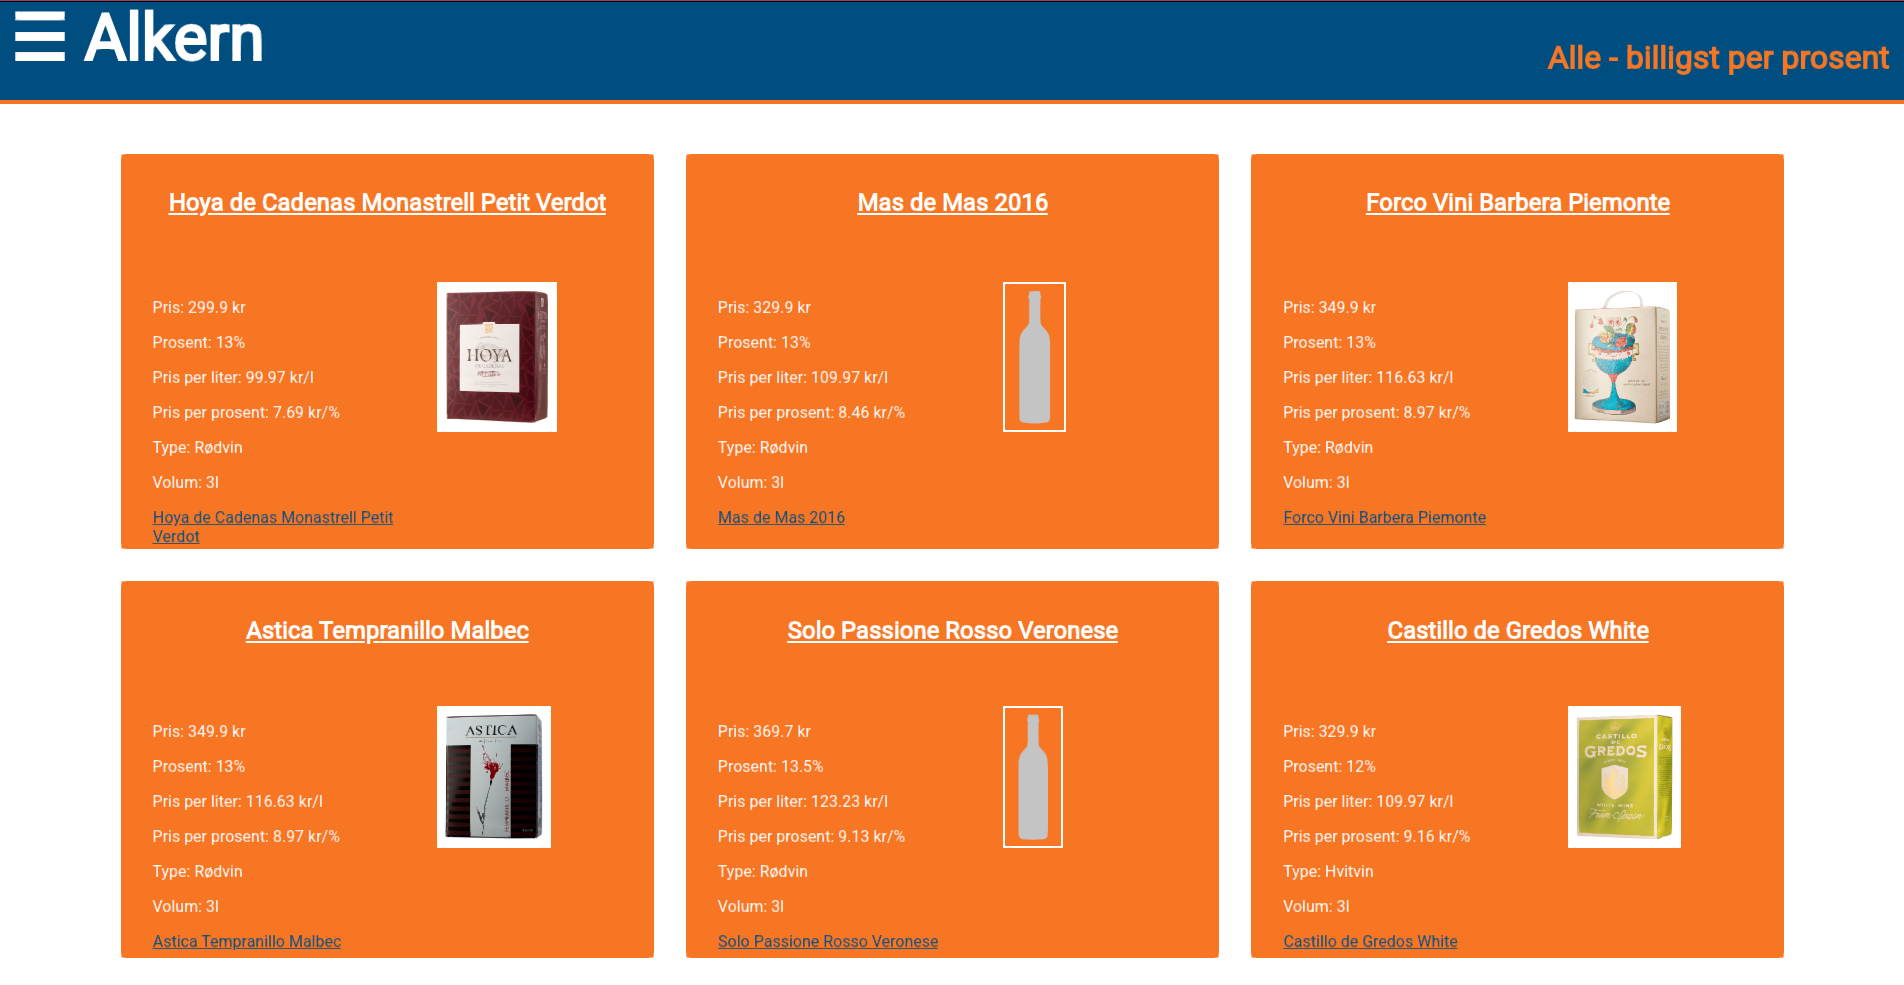 Alkern
Alle - billigst per prosent
Hoya de Cadenas Monastrell Petit Verdot
Pris: 299.9 kr
Prosent: 13%
Pris per liter: 99.97 kr/l
Pris per prosent: 7.69 kr/%
Type: Rødvin
Volum: 3l
Hoya de Cadenas Monastrell Petit
Verdot
HOYA
Mas de Mas 2016
Pris: 329.9 kr
Prosent: 13%
Pris per liter: 109.97 kr/l
Pris per prosent: 8.46 kr/%
Type: Rødvin
Volum: 3l
Mas de Mas 2016
Forco Vini Barbera Piemonte
Pris: 349.9 kr
Prosent: 13%
Pris per liter: 116.63 kr/l
Pris per prosent: 8.97 kr/%
Type: Rødvin
Volum: 3l
Forco Vini Barbera Piemonte
Astica Tempranillo Malbec
Pris: 349.9 kr
Prosent: 13%
Pris per liter: 116.63 kr/l
Pris per prosent: 8.97 kr/%
Type: Rødvin
Volum: 3l
Astica Tempranillo Malbec
ASTICA
Solo Passione Rosso Veronese
Pris: 369.7 kr
Prosent: 13.5%
Pris per liter: 123.23 kr/l
Pris per prosent: 9.13 kr/%
Type: Rødvin
Volum: 3l
Solo Passione Rosso Veronese
Castillo de Gredos White
Pris: 329.9 kr
Prosent: 12%
Pris per liter: 109.97 kr/l
Pris per prosent: 9.16 kr/%
Type: Hvitvin
Volum: 3l
Castillo de Gredos White
CASTILLO
DE
GREDOS
WHITE WINE